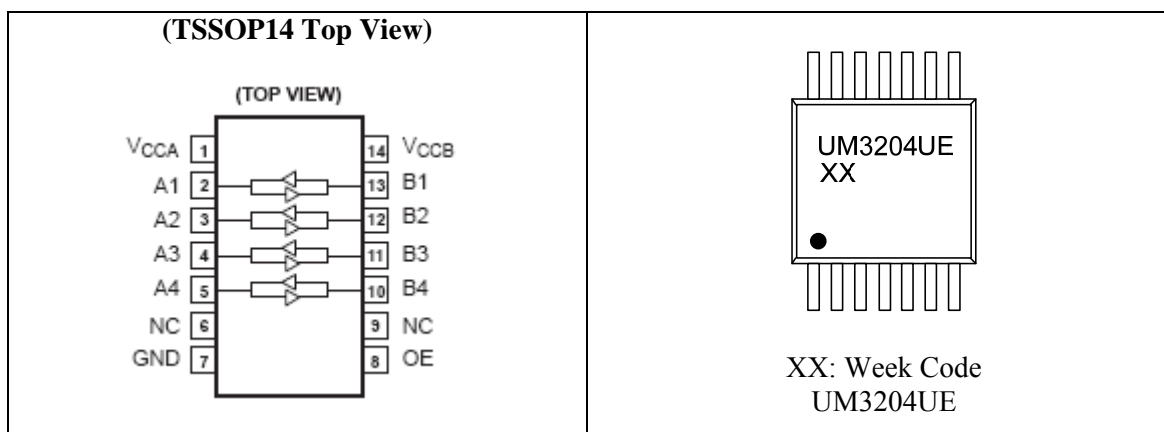 (TSSOP14 Top View)
(TOP VIEW)
VCCA 1 14 VCCB
A1 2 13 B1
A2 3 12 B2
A3 4 11 B3
A4 5 10 B4
NC 6 9 NC
GND 7 8 OE
UM3204UE
XX
XX: Week Code
UM3204UE